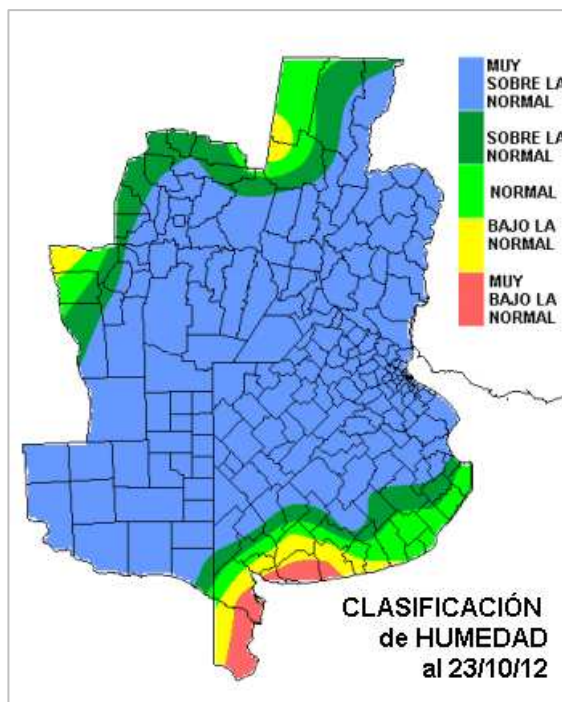 MUY
SOBRE LA
NORMAL
SOBRE LA
NORMAL
NORMAL
BAJO LA
NORMAL
MUY
BAJO LA
NORMAL
CLASIFICACIÓN
de HUMEDAD
al 23/10/12